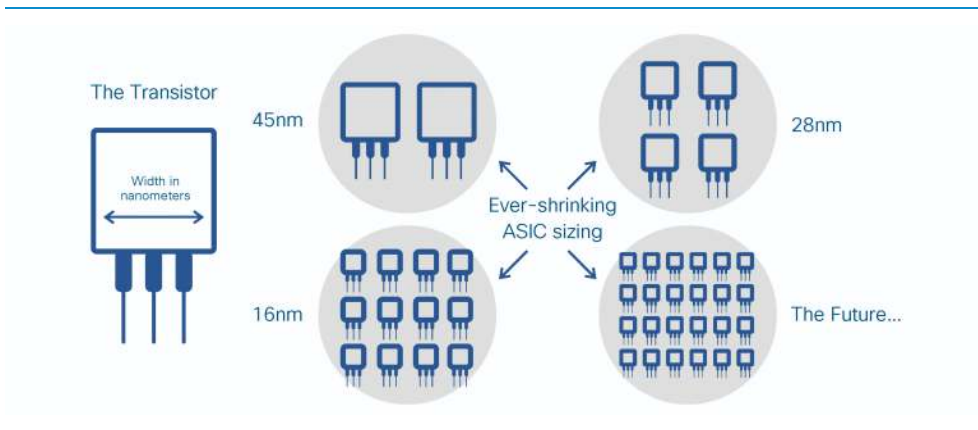 The Transistor
Width in
nanometers
45nm
28nm
Ever-shrinking
ASIC sizing
16nm
The Future...